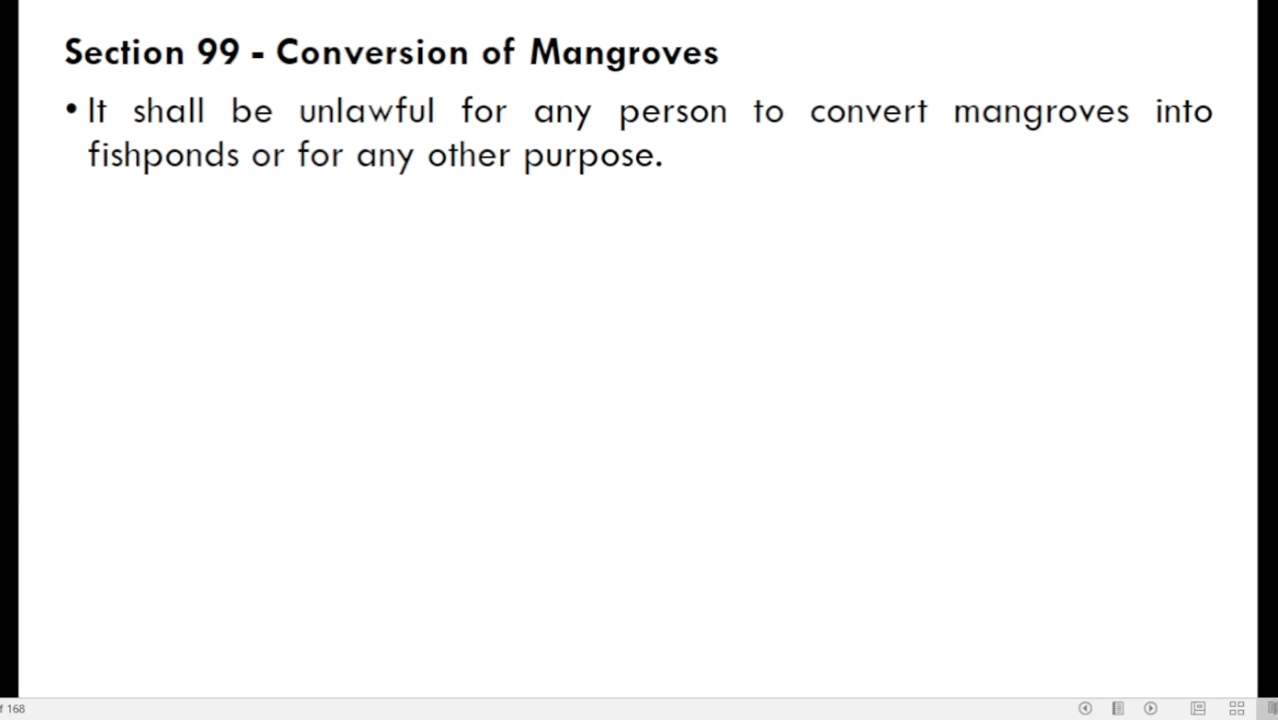 Section 99 - Conversion of Mangroves
• It shall be unlawful for any person to convert mangroves into
fishponds or for any other purpose.
f 168